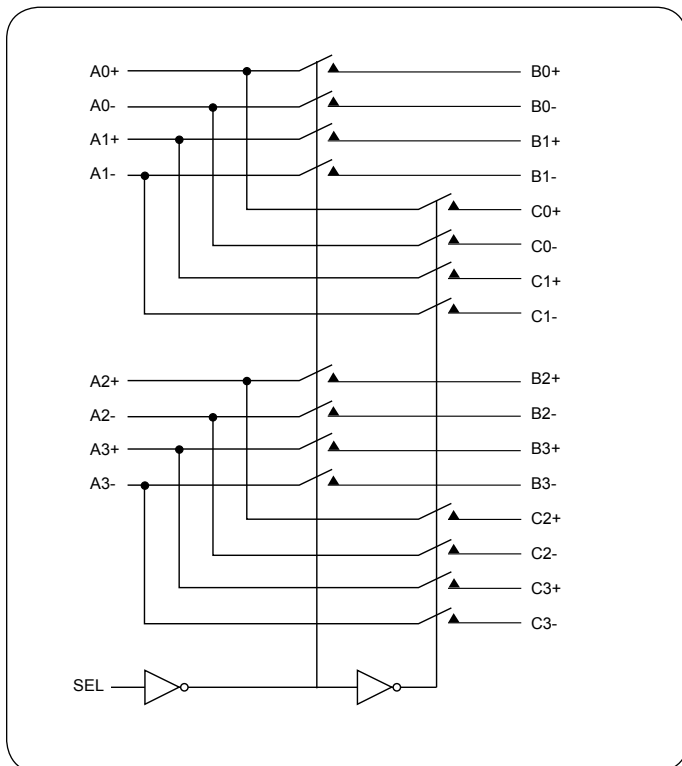 A0+ B0+
A0- B0-
A1+ B1+
A1- B1-
C0+
C0-
C1+
C1-
A2+ B2+
A2- B2-
A3+ B3+
A3- B3-
C2+
C2-
C3+
C3-
SEL